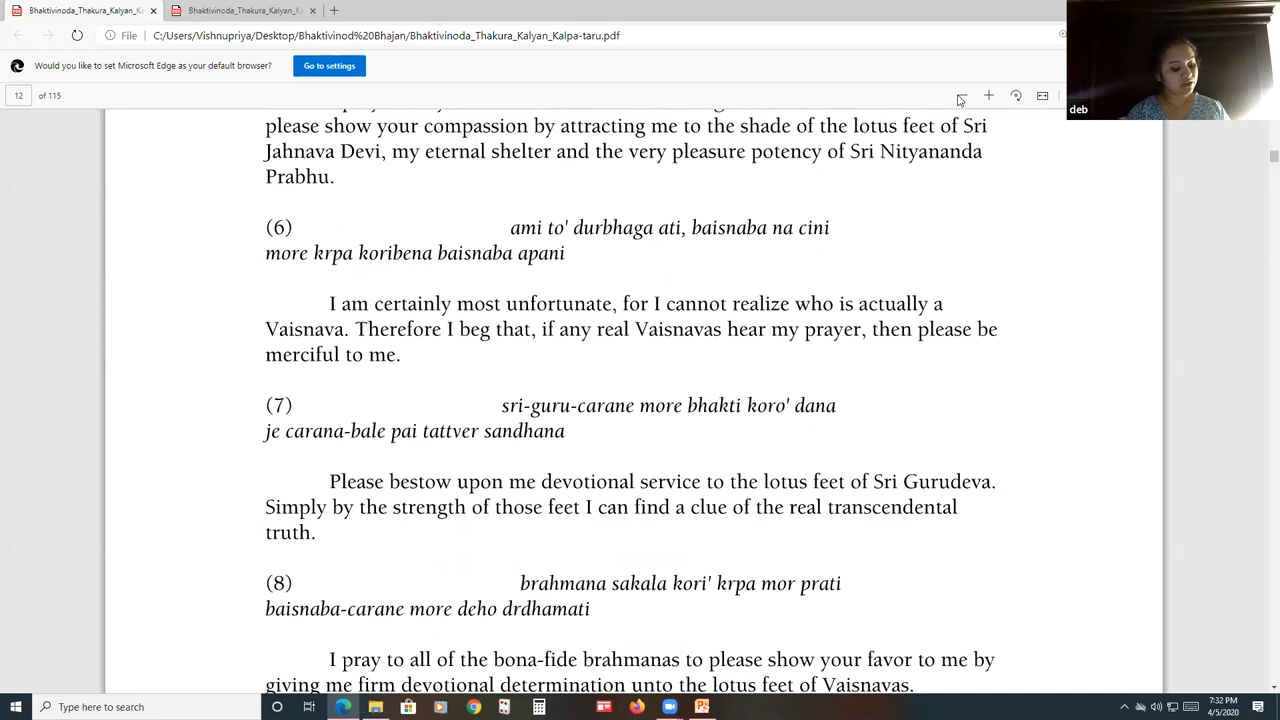 Bhaktivinoda_Thakura_Kalyan_Ka
Bhaktivinoda_Thakura_Kalyan_Ka
File
C:/Users/Vishnupriya/Desktop/Bhaktivinod%20Bhajan/Bhaktivinoda_Thakura_Kalyan_Kalpa-taru.pdf
Would you like to set Microsoft Edge as your default browser?
Go to settings
12 of 115
deb
please show your compassion by attracting me to the shade of the lotus feet of Sri
Jahnava Devi, my eternal shelter and the very pleasure potency of Sri Nityananda
Prabhu.
(6) ami to' durbhaga ati, baisnaba na cini
more krpa koribena baisnaba apani
I am certainly most unfortunate, for I cannot realize who is actually a
Vaisnava. Therefore I beg that, if any real Vaisnavas hear my prayer, then please be
merciful to me.
(7) sri-guru-carane more bhakti koro' dana
je carana-bale pai tattver sandhana
Please bestow upon me devotional service to the lotus feet of Sri Gurudeva.
Simply by the strength of those feet I can find a clue of the real transcendental
truth.
(8) brahmana sakala kori' krpa mor prati
baisnaba-carane more deho drdhamati
I pray to all of the bona-fide brahmanas to please show your favor to me by
giving me firm devotional determination unto the lotus feet of Vaisnavas.
Type here to search
7:32 PM
4/5/2020